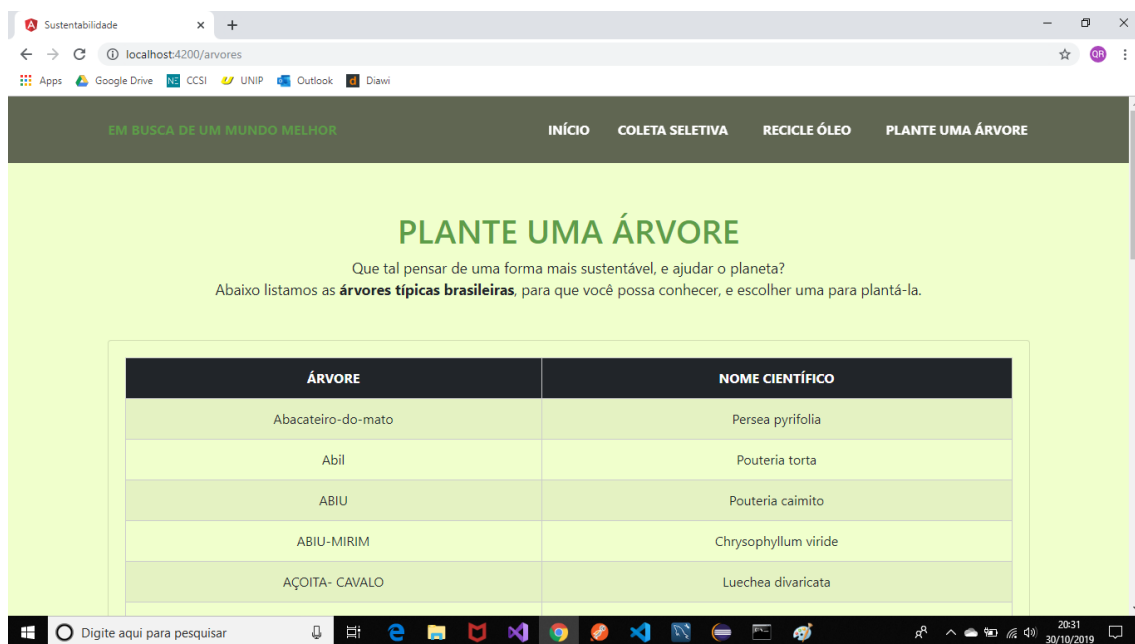 Sustentabilidade
localhost:4200/arvores
QR
Apps Google Drive NE CCSI UNIP Outlook d Diawi
EM BUSCA DE UM MUNDO MELHOR INÍCIO COLETA SELETIVA RECICLE ÓLEO PLANTE UMA ÁRVORE
PLANTE UMA ÁRVORE
Que tal pensar de uma forma mais sustentável, e ajudar o planeta?
Abaixo listamos as árvores típicas brasileiras, para que você possa conhecer, e escolher uma para plantá-la.
ÁRVORE NOME CIENTÍFICO
Abacateiro-do-mato Persea pyrifolia
Abil Pouteria torta
ABIU Pouteria caimito
ABIU-MIRIM Chrysophyllum viride
AÇOITA- CAVALO Luechea divaricata
Digite aqui para pesquisar
20:31
30/10/2019